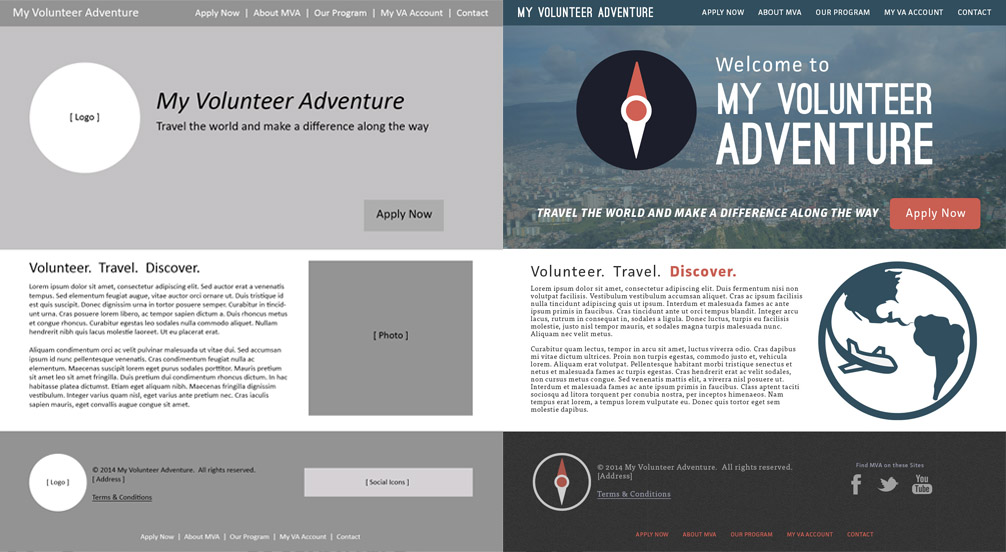 My Volunteer Adventure
Apply Now | About MVA | Our Program | My VA Account | Contact
[ Logo ]
My Volunteer Adventure
Travel the world and make a difference along the way
Apply Now
Volunteer. Travel. Discover.
Lorem ipsum dolor sit amet, consectetur adipiscing elit. Sed auctor erat a venenatis
tempus. Sed elementum feugiat augue, vitae auctor orci ornare ut. Duis tristique id
est quis suscipit. Donec dignissim urna in tortor posuere semper. Curabitur in tincid-
unt urna. Cras posuere lorem libero, ac tempor sapien dictum a. Duis rhoncus metus
et congue rhoncus. Curabitur egestas leo sodales nulla commodo aliquet. Nullam
hendrerit nibh quis lacus molestie laoreet. Ut eu placerat erat.
Aliquam condimentum orci ac velit pulvinar malesuada ut vitae dui. Sed accumsan
ipsum id nunc pellentesque venenatis. Cras condimentum feugiat nulla ac
elementum. Maecenas suscipit lorem eget purus sodales porttitor. Mauris pretium
sit amet leo sit amet fringilla. Duis pretium dui condimentum rhoncus dictum. In hac
habitasse platea dictumst. Etiam eget aliquam nibh. Maecenas fringilla dignissim
vestibulum. Integer varius quam nisl, eget varius ante pretium nec. Cras iaculis
sapien mauris, eget convallis augue congue sit amet.
[ Photo ]
[ Logo ]
© 2014 My Volunteer Adventure. All rights reserved.
[ Address ]
Terms & Conditions
[ Social Icons ]
Apply Now | About MVA | Our Program | My VA Account | Contact
MY VOLUNTEER ADVENTURE
APPLY NOW ABOUT MVA OUR PROGRAM MY VA ACCOUNT CONTACT
Welcome to
MY VOLUNTEER
ADVENTURE
TRAVEL THE WORLD AND MAKE A DIFFERENCE ALONG THE WAY
Apply Now
Volunteer. Travel. Discover.
Lorem ipsum dolor sit amet, consectetur adipiscing elit. Duis fermentum nisi non
volutpat facilisis. Vestibulum vestibulum accumsan aliquet. Cras ac ipsum facilisis
sodales in faucibus. Interdum et malesuada fames ac ante
ipsum primis in faucibus. Cras tincidunt ante ut orci tempus blandit. Integer arcu
lacus, rutrum in consequat in, sodales a ligula. Donec luctus, turpis eu facilisis
molestie, justo nisl tempor mauris, et sodales magna turpis malesuada nunc.
Aliquam nec velit metus.
Curabitur quam lectus, tempor in arcu sit amet, luctus viverra odio. Cras dapibus
mi vitae dictum ultrices. Proin non turpis egestas, commodo justo et, vehicula
lorem. Aliquam erat volutpat. Pellentesque habitant morbi tristique senectus et
netus et malesuada fames ac turpis egestas. Cras hendrerit erat ac velit sodales,
non cursus metus congue. Sed venenatis mattis elit, a viverra nisl posuere ut.
Interdum et malesuada fames ac ante ipsum primis in faucibus. Class aptent taciti
sociosqu ad litora torquent per conubia nostra, per inceptos himenaeos. Nam
tempus erat lorem, a tempus lorem vulputate eu. Donec quis tortor eget sem
molestie dapibus.
© 2014 My Volunteer Adventure. All rights reserved.
[Address]
Terms & Conditions
Find MVA on these Sites
You
Tube
APPLY NOW ABOUT MVA OUR PROGRAM MY VA ACCOUNT CONTACT